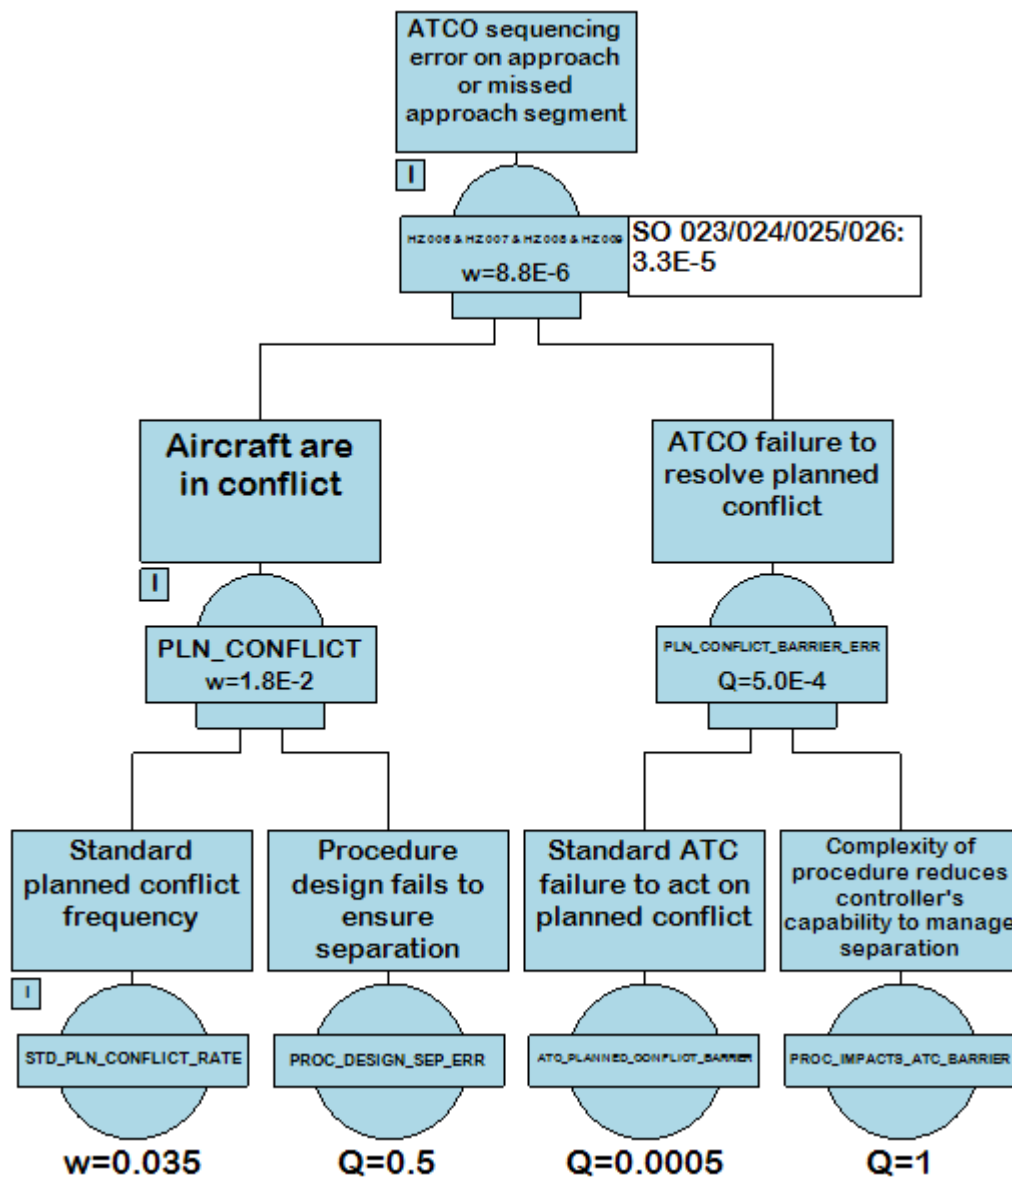 ATCO sequencing
error on approach
or missed
approach segment
I
HZ006 & HZ007 & HZ008 & HZ009
w=8.8E-6
SO 023/024/025/026:
3.3E-5
Aircraft are
in conflict
I
PLN_CONFLICT
w=1.8E-2
ATCO failure to
resolve planned
conflict
PLN_CONFLICT_BARRIER_ERR
Q=5.0E-4
Standard
planned conflict
frequency
I
STD_PLN_CONFLICT_RATE
w=0.035
Procedure
design fails to
ensure
separation
PROC_DESIGN_SEP_ERR
Q=0.5
Standard ATC
failure to act on
planned conflict
ATC_PLANNED_CONFLICT_BARRIER
Q=0.0005
Complexity of
procedure reduces
controller's
capability to manage
separation
PROC_IMPACTS_ATC_BARRIER
Q=1